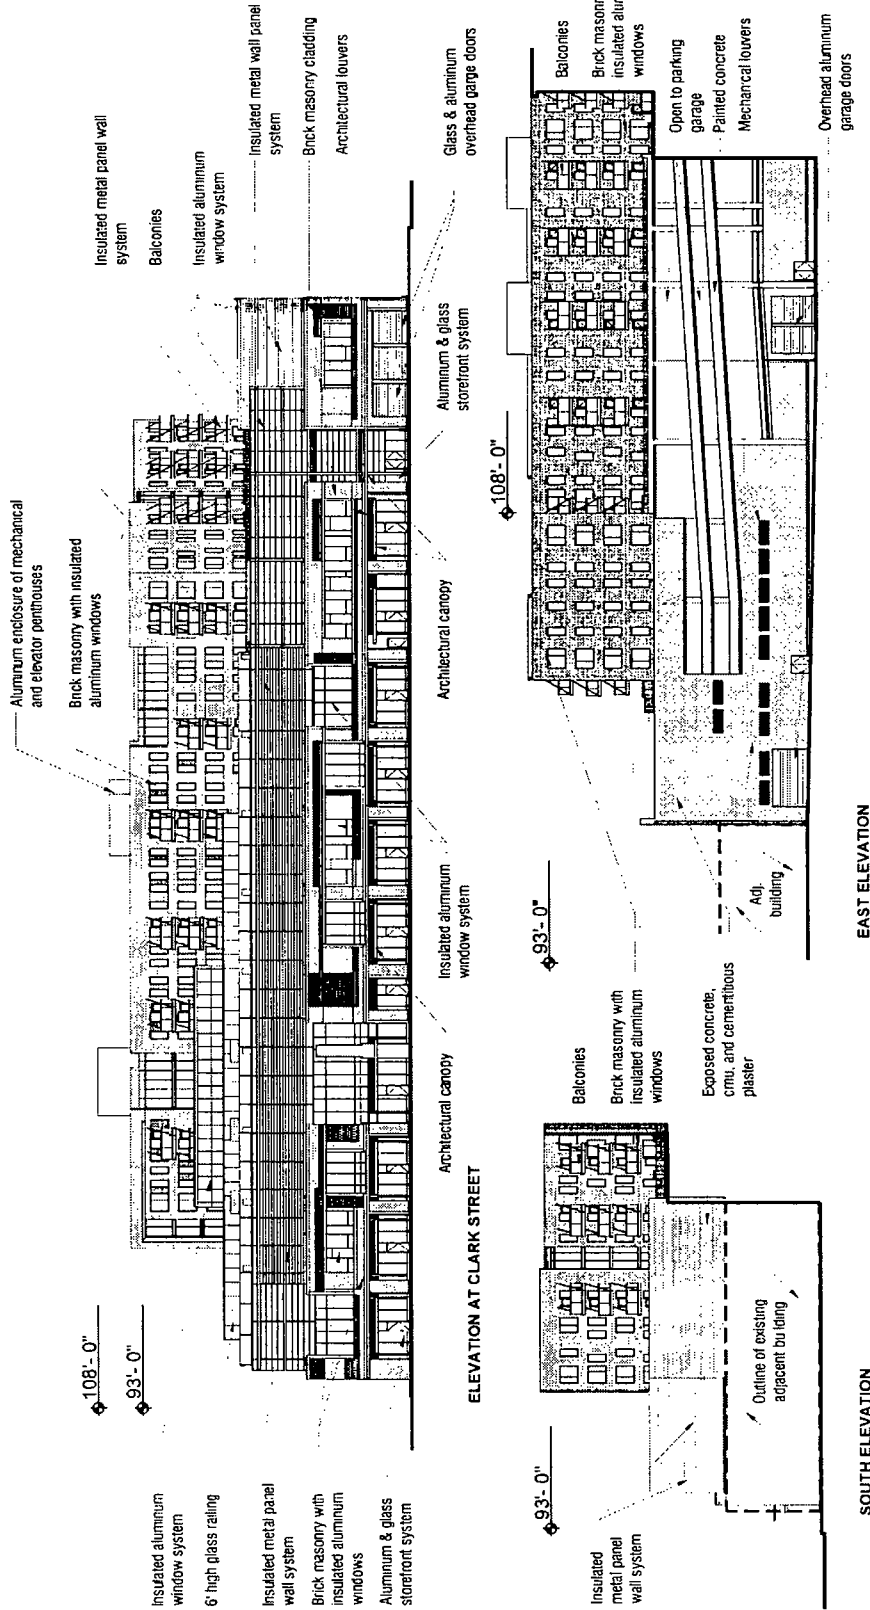 Aluminum enclosure of mechanical
and elevator penthouses
Brick masonry with insulated
aluminum windows
Insulated metal panel wall
system
Balconies
Insulated aluminum
window system
Insulated metal wall panel
system
Brick masonry cladding
Architectural louvers
108'- 0"
93'- 0"
Insulated aluminum
window system
6' high glass railing
Insulated metal panel
wall system
Brick masonry with
insulated aluminum
windows
Aluminum & glass
storefront system
Architectural canopy
Insulated aluminum
window system
Architectural canopy
Aluminum & glass
storefront system
Glass & aluminum
overhead garge doors
ELEVATION AT CLARK STREET
93'- 0"
Insulated
metal panel
wall system
Balconies
Brick masonry with
insulated aluminum
windows
Exposed concrete,
cmu, and cementitious
plaster
Outline of existing
adjacent building
SOUTH ELEVATION
93'- 0"
108'- 0"
Adj.
building
Balconies
Brick
insulated
windows
Open to parking
garage
Painted concrete
Mechanical louvers
Overhead aluminum
garage doors
EAST ELEVATION